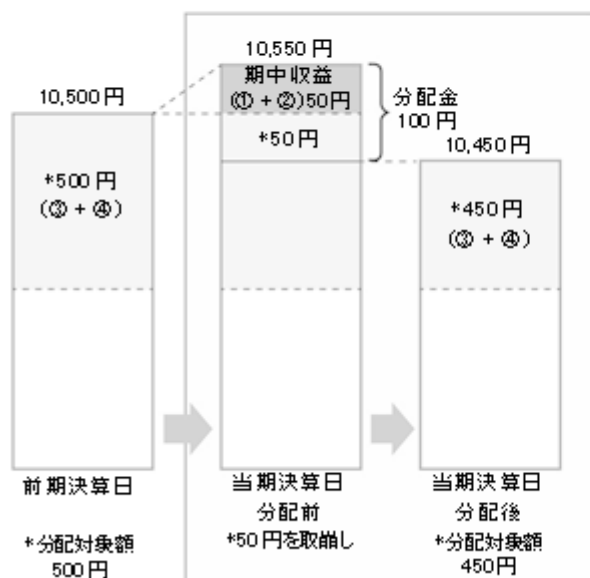 10,500円
*500円
(③ + ④)
前期決算日
*分配対象額
500円
10,550円
期中収益
(① + ②)50円
*50円
分配金
100円
当期決算日
分配前
*50円を取崩し
10,450円
*450円
(③ + ④)
当期決算日
分配後
*分配対象額
450円